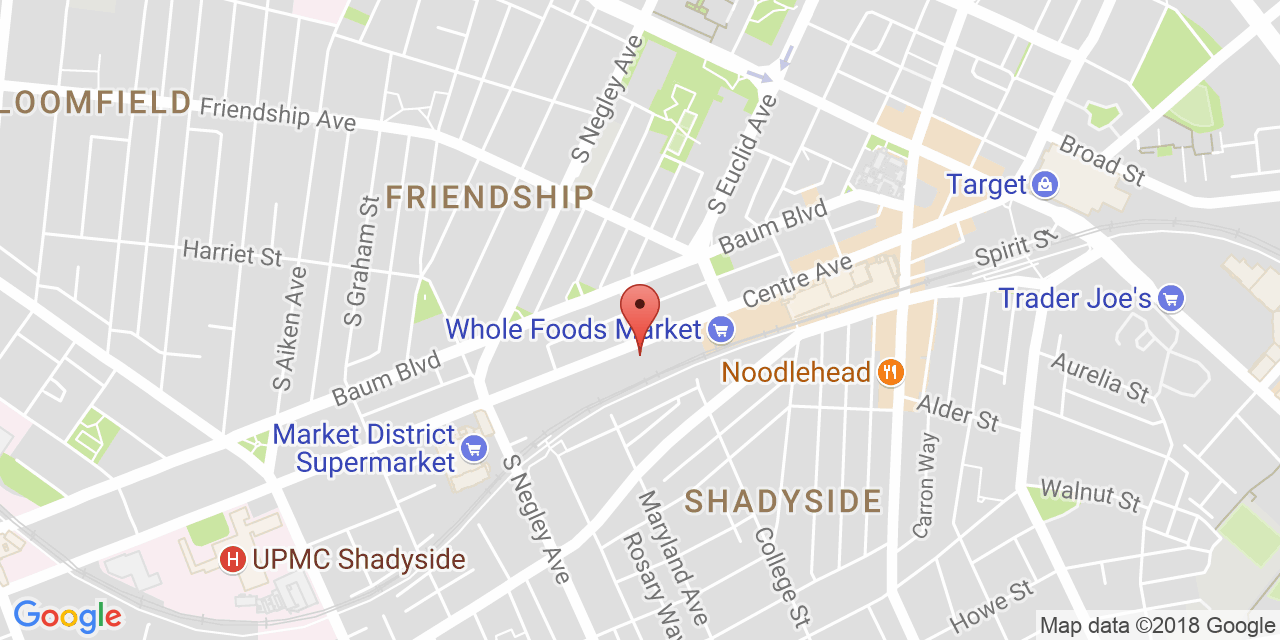 S Negley Ave
LOOMFIELD
Friendship Ave
S Euclid Ave
Broad St
Target
FRIENDSHIP
S Graham St
Harriet St
Baum Blvd
Spirit St
Centre Ave
Trader Joe's
S Aiken Ave
Whole Foods Market
Baum Blvd
Noodlehead
Aurelia St
Alder St
Market District
Supermarket
S Negley Ave
Carron Way
Walnut St
SHADYSIDE
Maryland Ave
College St
Rosary Way
H
UPMC Shadyside
Howe St
Google
Map data ©2018 Google